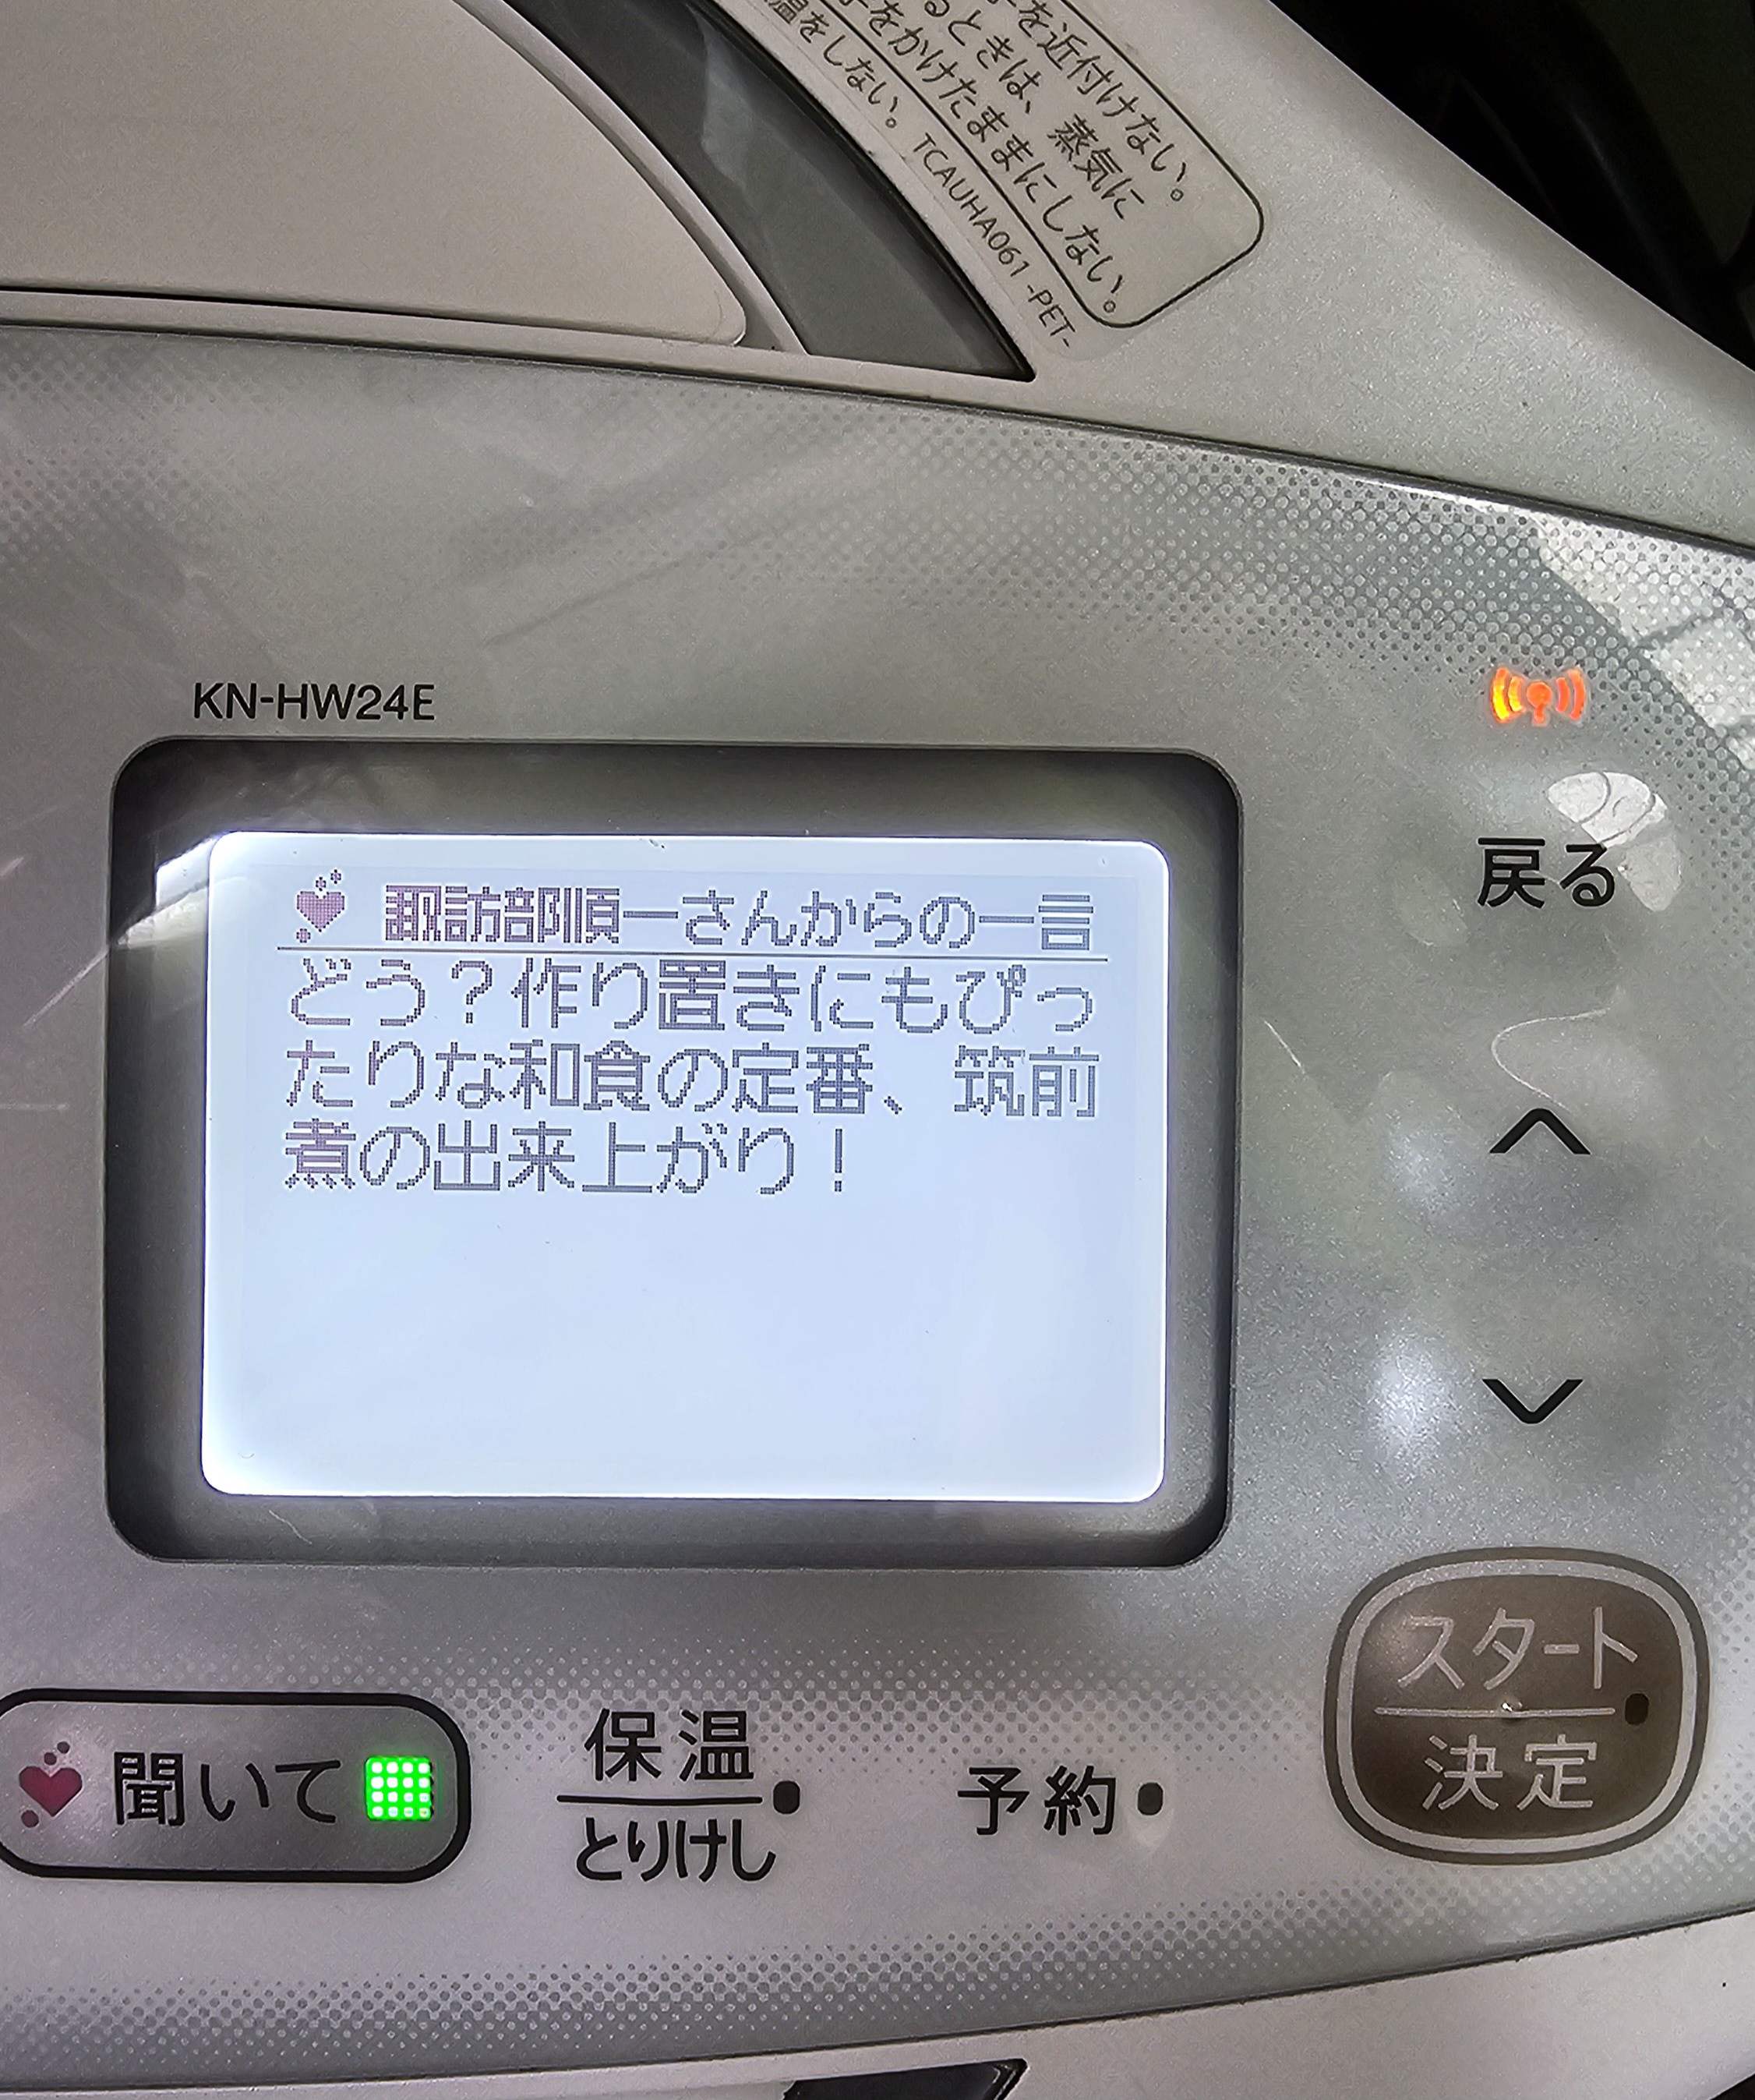 を近付けない。
るときは、蒸気に
をかけたままにしない。
温をしない。
TCAUHA061 -PET-
KN-HW24E
戻る
諏訪部順一さんからの一言
どう？作り置きにもぴっ
たりな和食の定番、筑前
煮の出来上がり！
スタート
決定
聞いて
保温
とりけし
予約